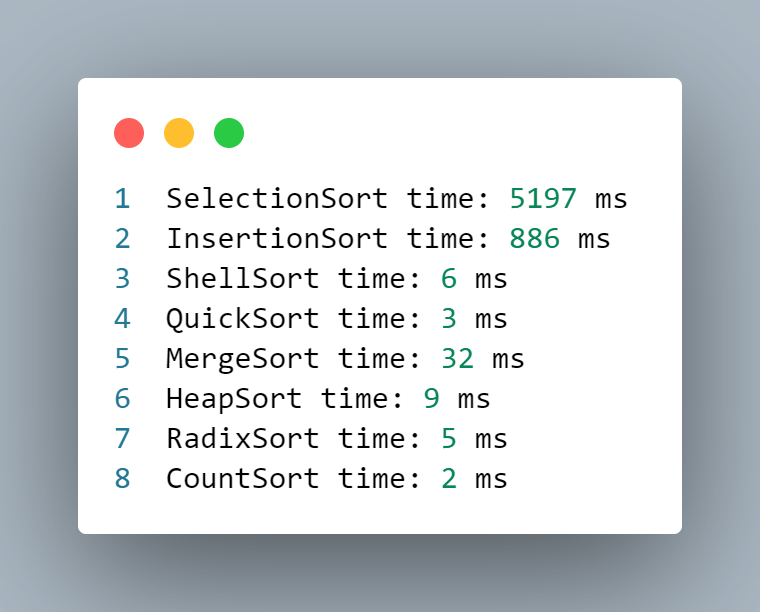 1 SelectionSort time: 5197 ms
2 InsertionSort time: 886 ms
3 ShellSort time: 6 ms
4 QuickSort time: 3 ms
5 MergeSort time: 32 ms
6 HeapSort time: 9 ms
7 RadixSort time: 5 ms
8 CountSort time: 2 ms